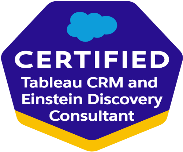 CERTIFIED
Tableau CRM and
Einstein Discovery
Consultant